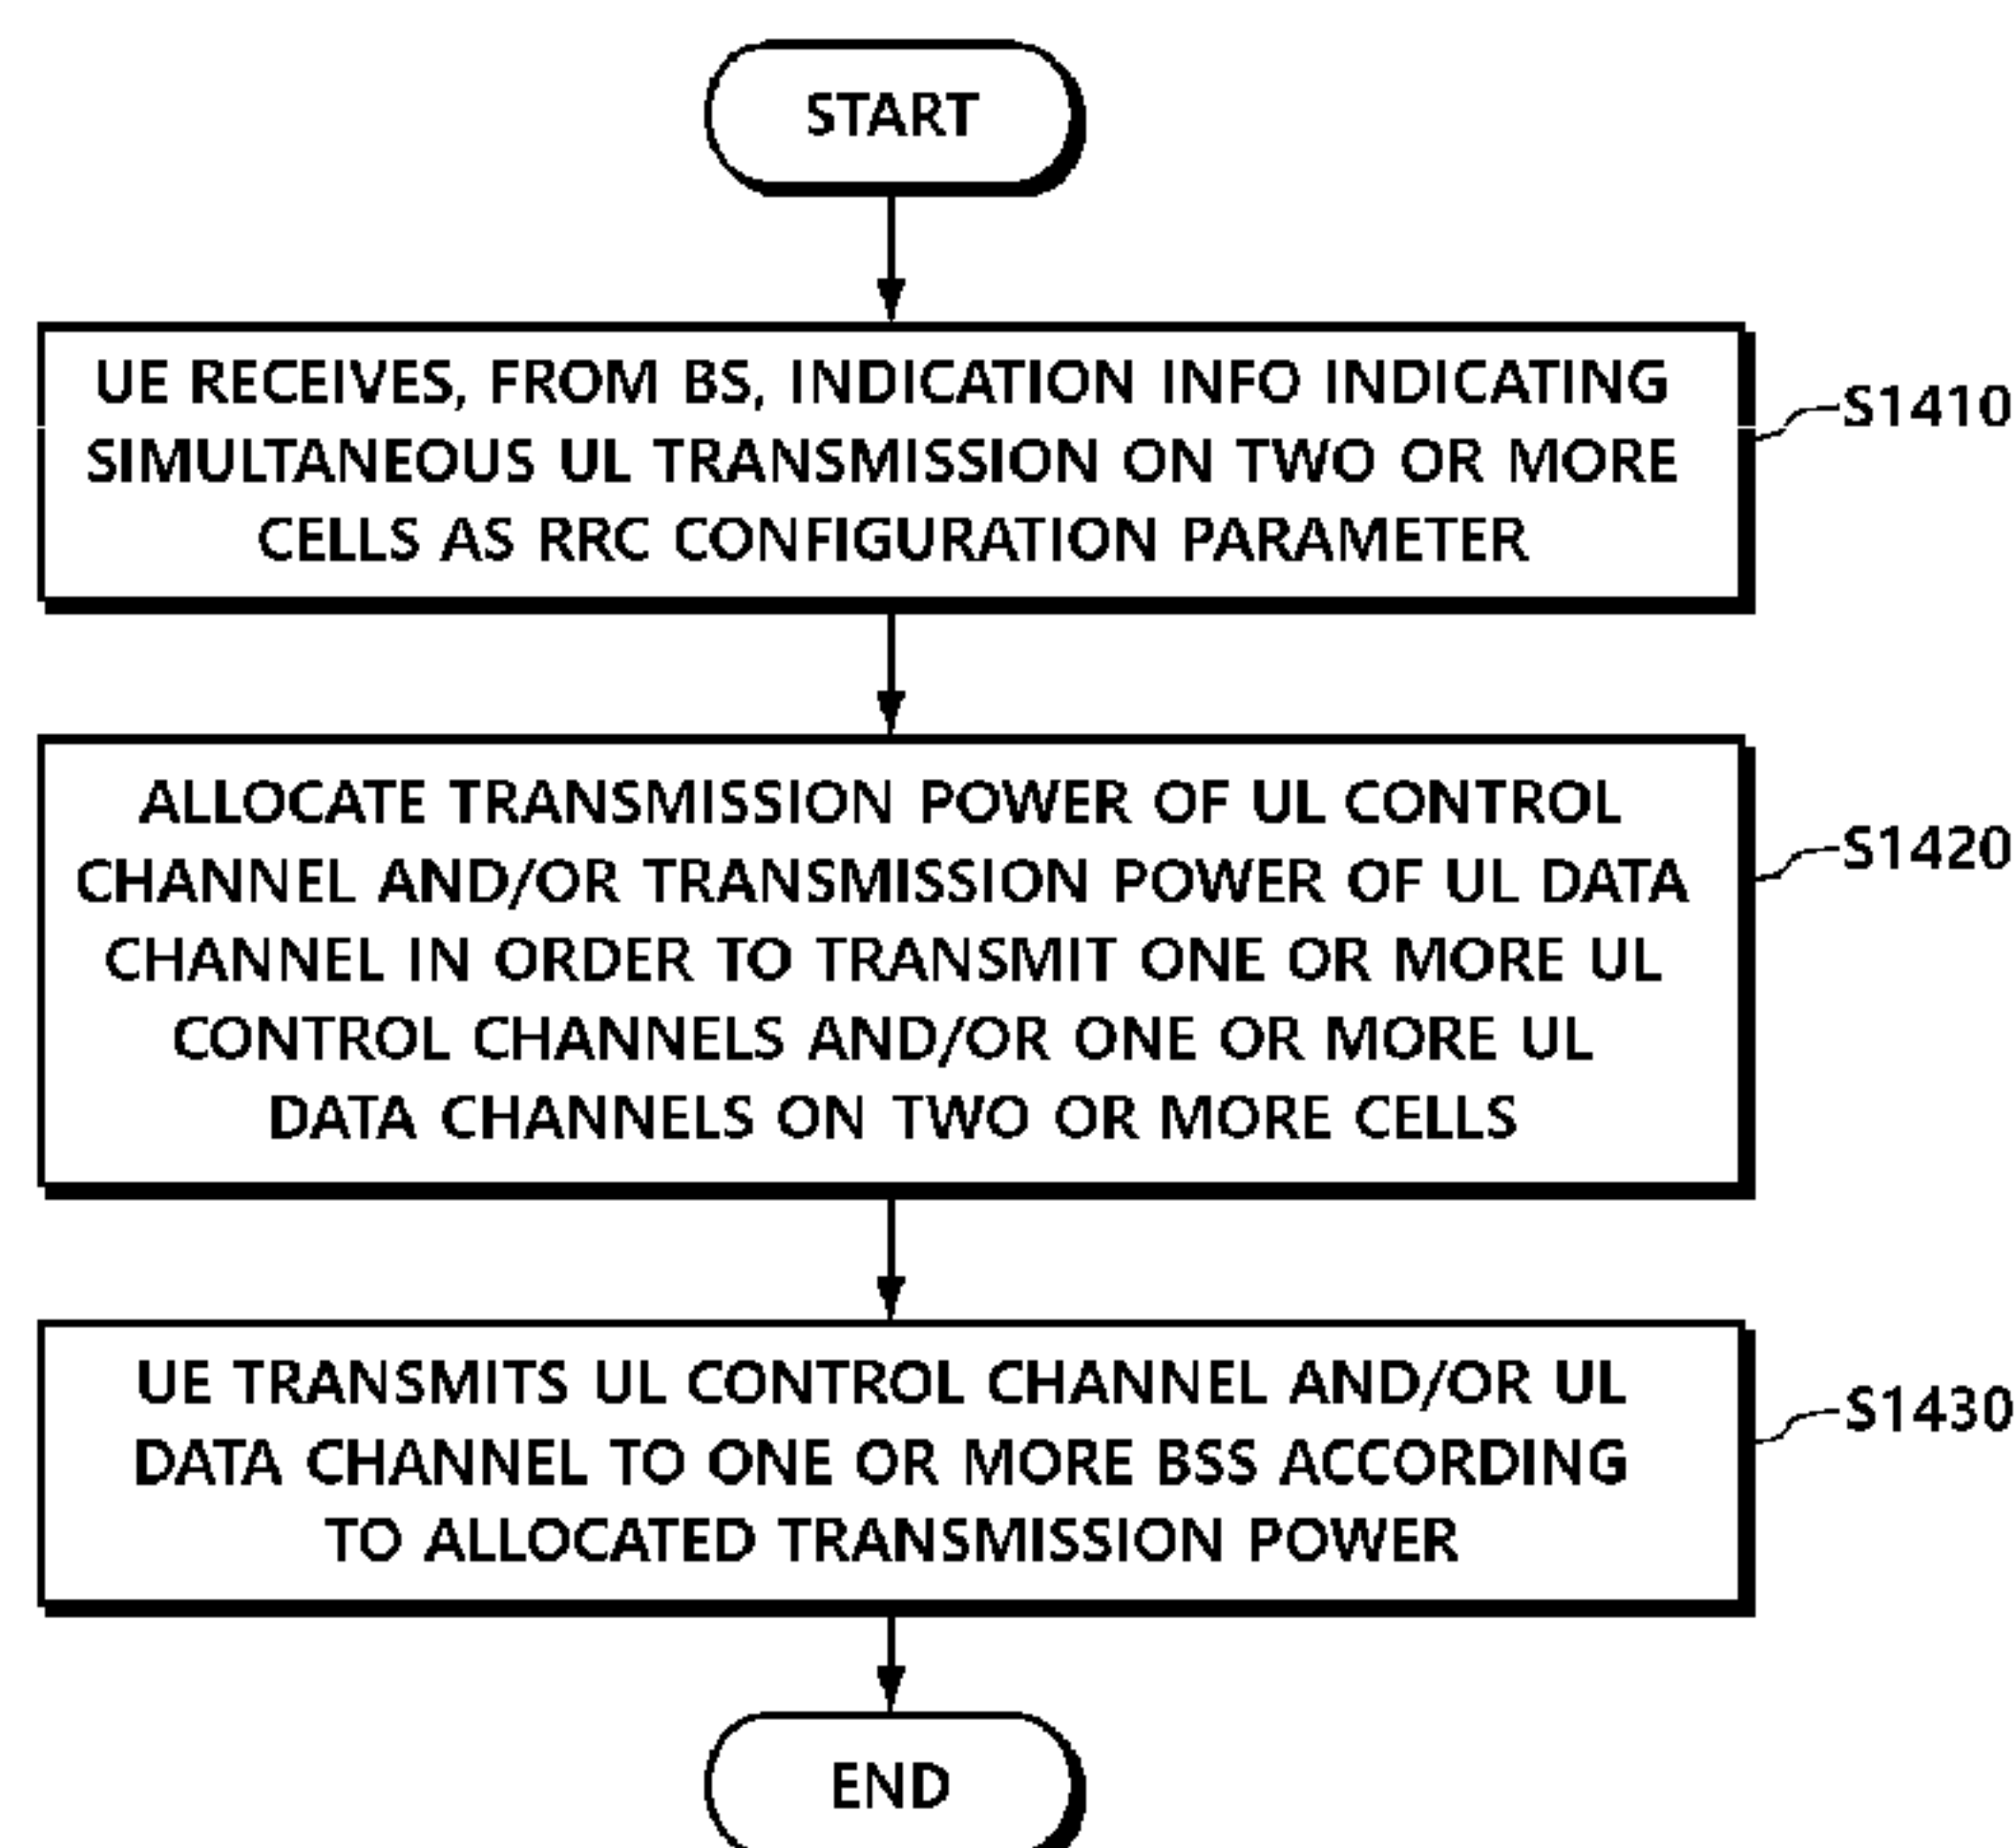 START
UE RECEIVES, FROM BS, INDICATION INFO INDICATING
SIMULTANEOUS UL TRANSMISSION ON TWO OR MORE
CELLS AS RRC CONFIGURATION PARAMETER
S1410
ALLOCATE TRANSMISSION POWER OF UL CONTROL
CHANNEL AND/OR TRANSMISSION POWER OF UL DATA
CHANNEL IN ORDER TO TRANSMIT ONE OR MORE UL
CONTROL CHANNELS AND/OR ONE OR MORE UL
DATA CHANNELS ON TWO OR MORE CELLS
S1420
UE TRANSMITS UL CONTROL CHANNEL AND/OR UL
DATA CHANNEL TO ONE OR MORE BSS ACCORDING
TO ALLOCATED TRANSMISSION POWER
S1430
END